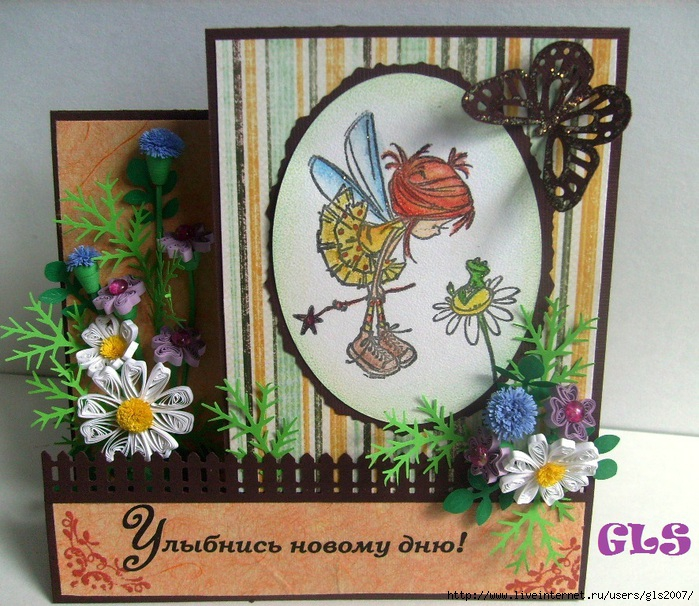 Улыбнись новому дню!
GLS
http://www.liveinternet.ru/users/gls2007/